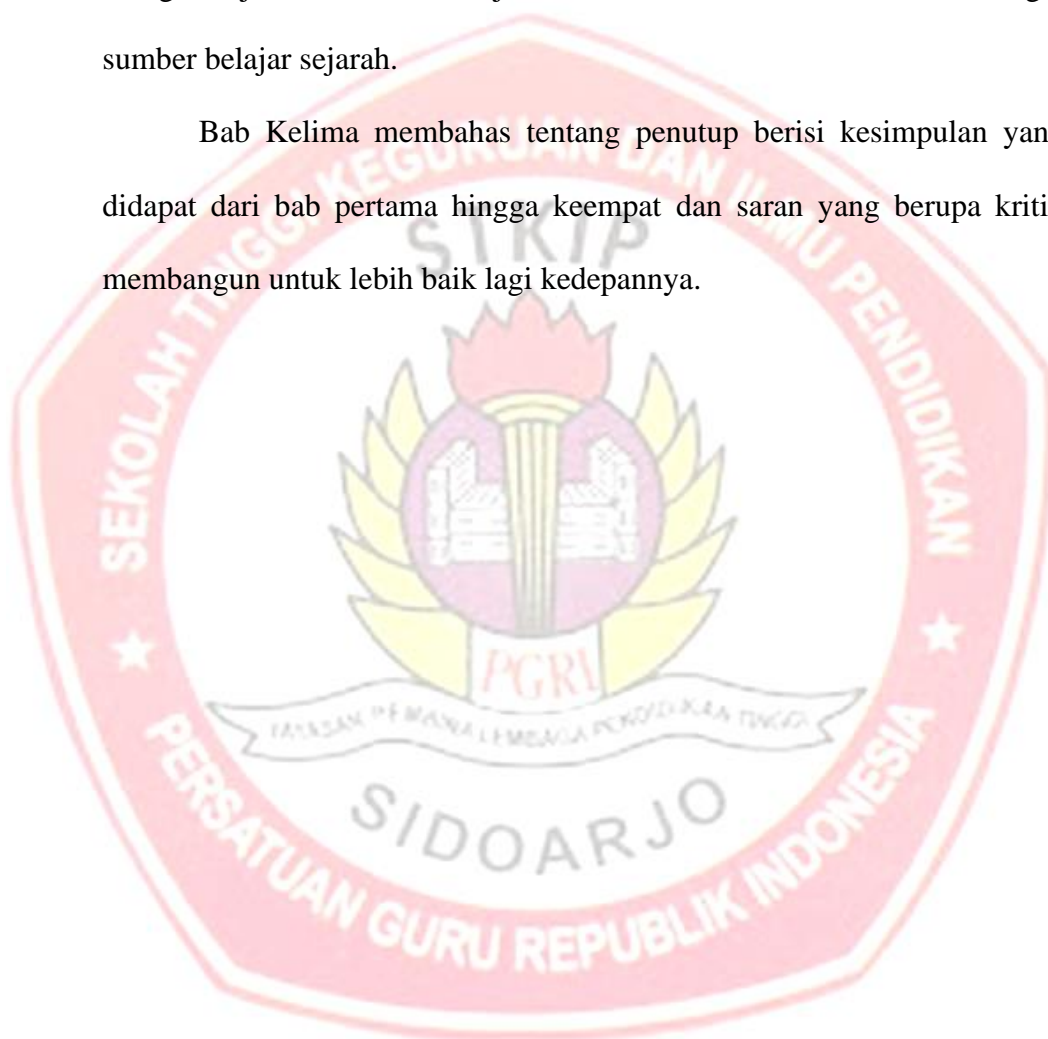 sumber belajar sejarah.
Bab Kelima membahas tentang penutup berisi kesimpulan yan
didapat dari bab pertama hingga keempat dan saran yang berupa kriti
membangun untuk lebih baik lagi kedepannya.
SEKOLAH TINGGI KEGURUAN DAN ILMU PENDIDIKAN
STKIP
PGRI
SIDOARJO
PERSATUAN GURU REPUBLIK INDONESIA